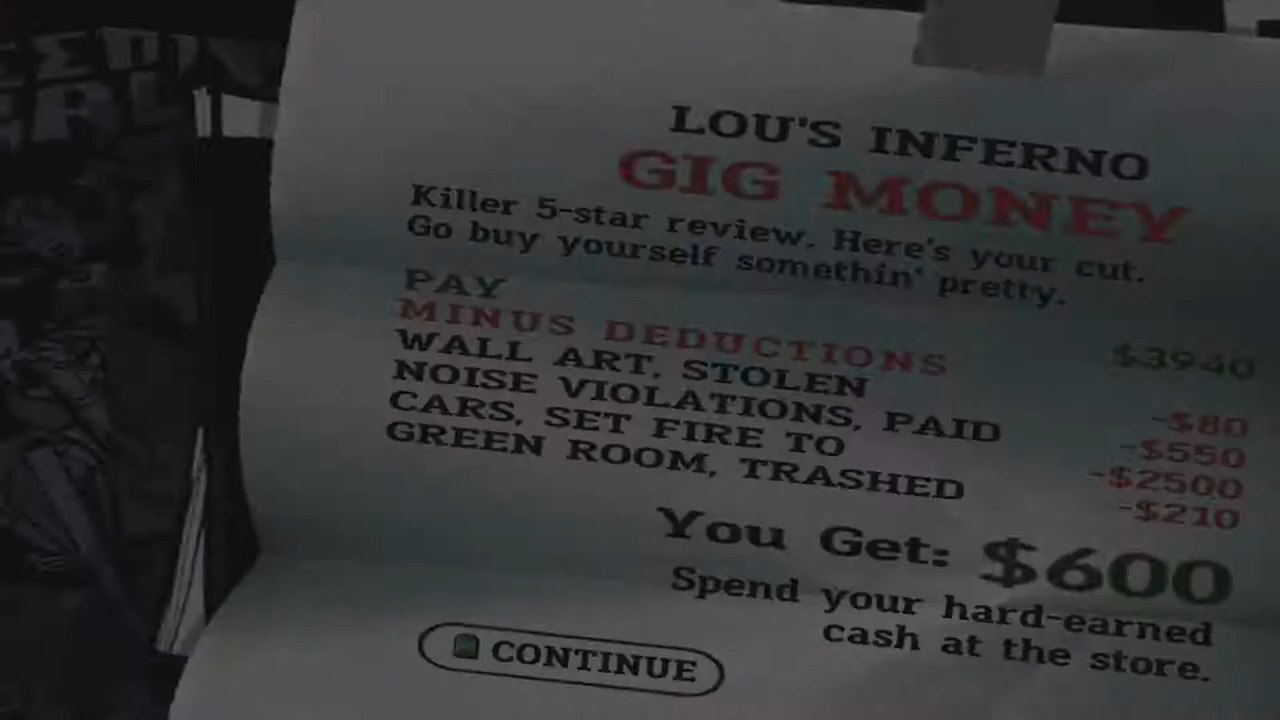 LOU'S INFERNO
GIG MONEY
Killer 5-star review. Here's your cut.
Go buy yourself somethin' pretty.
PAY $3940
MINUS DEDUCTIONS
WALL ART, STOLEN -$80
NOISE VIOLATIONS, PAID -$550
CARS, SET FIRE TO -$2500
GREEN ROOM, TRASHED -$210
You Get: $600
Spend your hard-earned
cash at the store.
CONTINUE